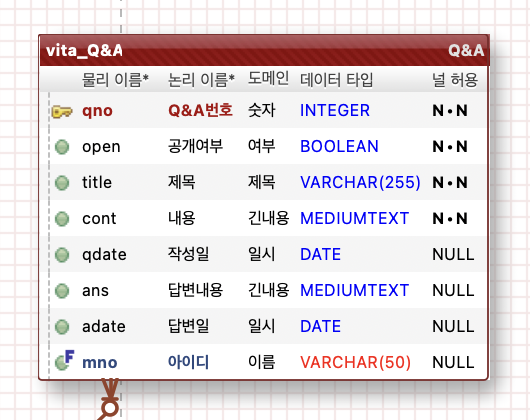 vita_Q&A Q&A
물리 이름* 논리 이름* 도메인 데이터 타입 널 허용
qno Q&A번호 숫자 INTEGER N•N
open 공개여부 여부 BOOLEAN N•N
title 제목 제목 VARCHAR(255) N•N
cont 내용 긴내용 MEDIUMTEXT N•N
qdate 작성일 일시 DATE NULL
ans 답변내용 긴내용 MEDIUMTEXT NULL
adate 답변일 일시 DATE NULL
F mno 아이디 이름 VARCHAR(50) NULL